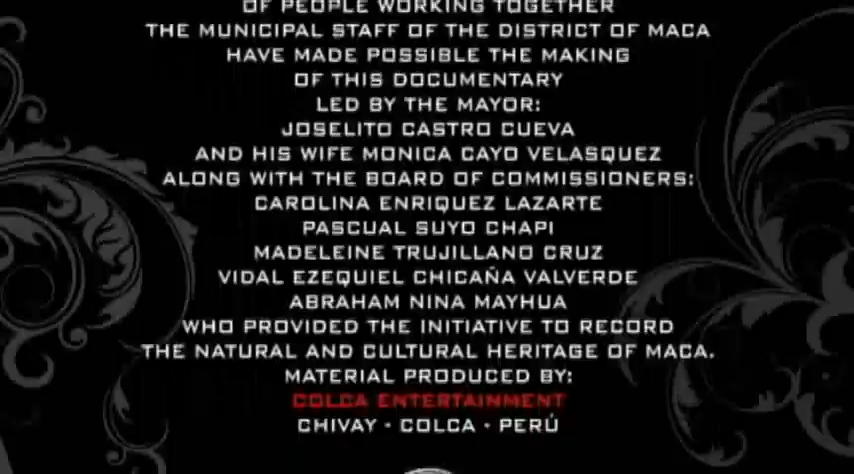 OF PEOPLE WORKING TOGETHER
THE MUNICIPAL STAFF OF THE DISTRICT OF MACA
HAVE MADE POSSIBLE THE MAKING
OF THIS DOCUMENTARY
LED BY THE MAYOR:
JOSELITO CASTRO CUEVA
AND HIS WIFE MONICA CAYO VELASQUEZ
ALONG WITH THE BOARD OF COMMISSIONERS:
CAROLINA ENRIQUEZ LAZARTE
PASCUAL SUYO CHAPI
MADELEINE TRUJILLANO CRUZ
VIDAL EZEQUIEL CHICAÑA VALVERDE
ABRAHAM NINA MAYHUA
WHO PROVIDED THE INITIATIVE TO RECORD
THE NATURAL AND CULTURAL HERITAGE OF MACA.
MATERIAL PRODUCED BY:
COLCA ENTERTAINMENT
CHIVAY - COLCA - PERÚ